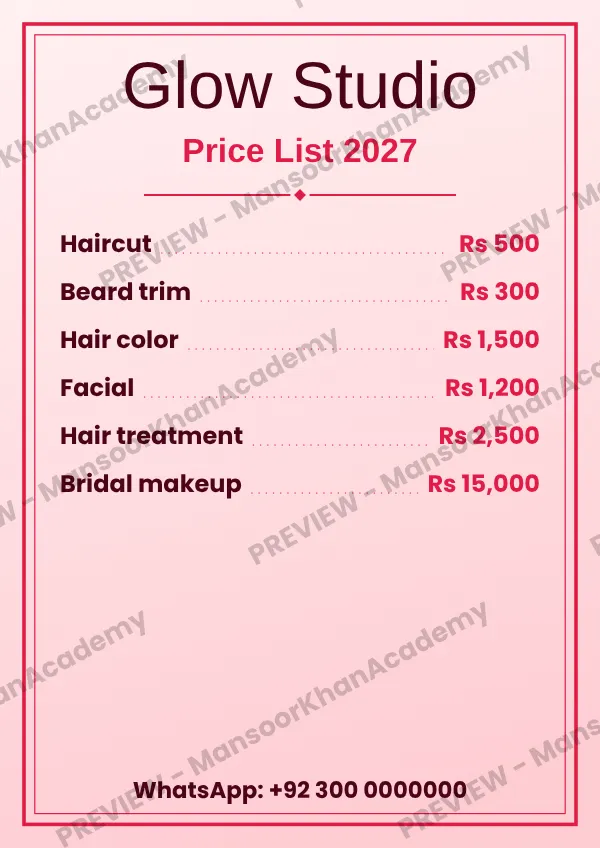 Glow Studio
Price List 2027
Haircut Rs 500
Beard trim Rs 300
Hair color Rs 1,500
Facial Rs 1,200
Hair treatment Rs 2,500
Bridal makeup Rs 15,000
WhatsApp: +92 300 0000000
PREVIEW – MansoorKhanAcademy